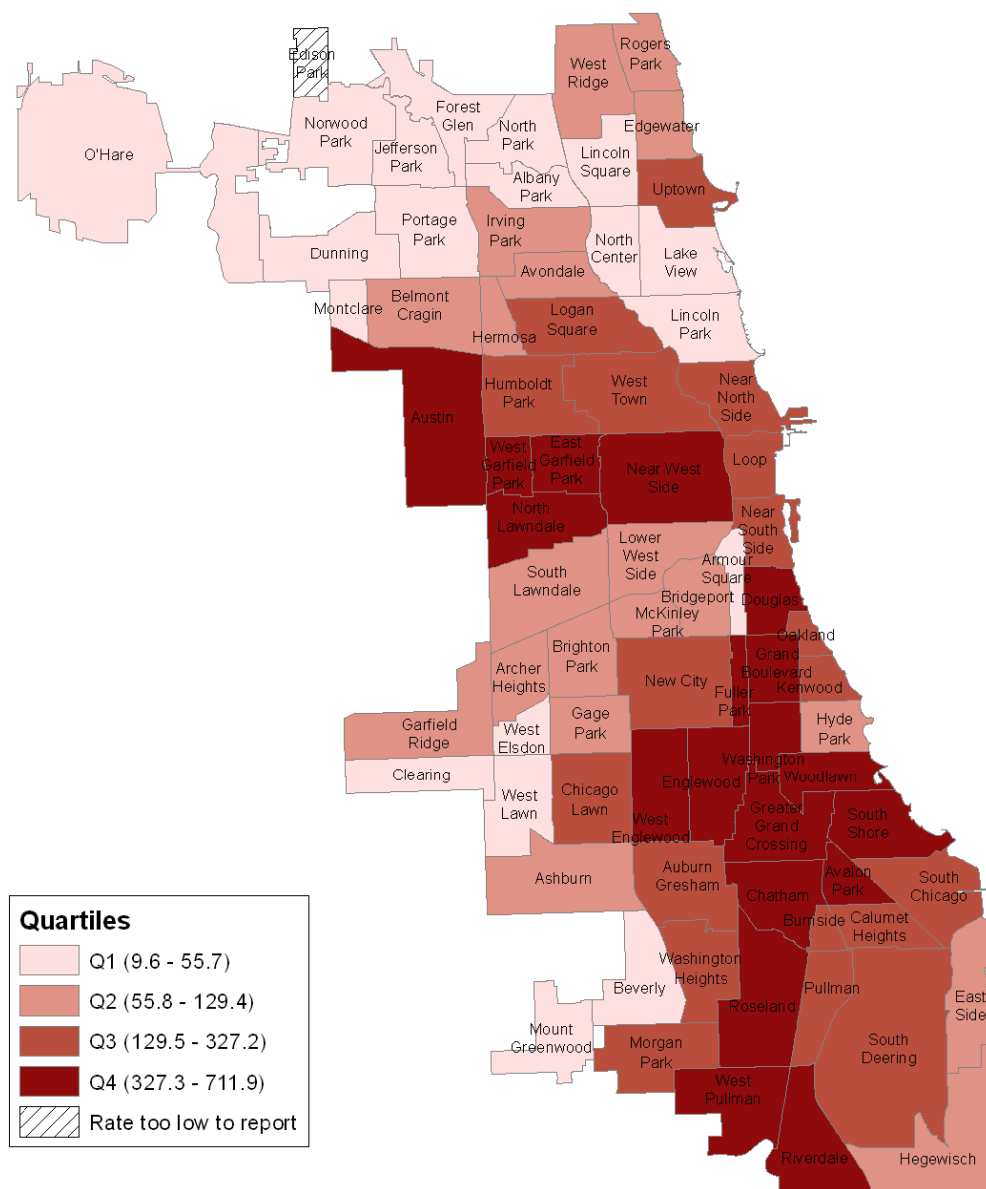 Edison
Park
Rogers
Park
West
Ridge
O'Hare
Norwood
Park
Forest
Glen
North
Park
Jefferson
Park
Edgewater
Lincoln
Square
Albany
Park
Uptown
Portage
Park
Irving
Park
North
Center
Lake
View
Dunning
Avondale
Montclare
Belmont
Cragin
Hermosa
Logan
Square
Lincoln
Park
Austin
Humboldt
Park
West
Town
Near
North
Side
West
Garfield
Park
East
Garfield
Park
Near West
Side
Loop
North
Lawndale
Near
South
Side
Lower
West
Side
Armour
Square
South
Lawndale
Bridgeport
Douglas
McKinley
Park
Oakland
Brighton
Park
Archer
Heights
New City
Grand
Boulevard
Fuller
Park
Kenwood
Garfield
Ridge
West
Elsdon
Gage
Park
Hyde
Park
Washington
Park
Woodlawn
Clearing
West
Lawn
Chicago
Lawn
Englewood
West
Englewood
Greater
Grand
Crossing
South
Shore
Ashburn
Auburn
Gresham
Chatham
Avalon
Park
South
Chicago
Burnside
Calumet
Heights
Washington
Heights
Beverly
Roseland
Pullman
East
Side
Mount
Greenwood
Morgan
Park
South
Deering
West
Pullman
Riverdale
Hegewisch
Quartiles
Q1 (9.6 - 55.7)
Q2 (55.8 - 129.4)
Q3 (129.5 - 327.2)
Q4 (327.3 - 711.9)
Rate too low to report